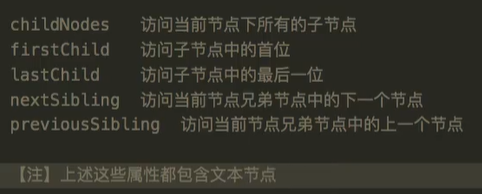 childNodes 访问当前节点下所有的子节点
firstChild 访问子节点中的首位
lastChild 访问子节点中的最后一位
nextSibling 访问当前节点兄弟节点中的下一个节点
previousSibling 访问当前节点兄弟节点中的上一个节点
【注】上述这些属性都包含文本节点